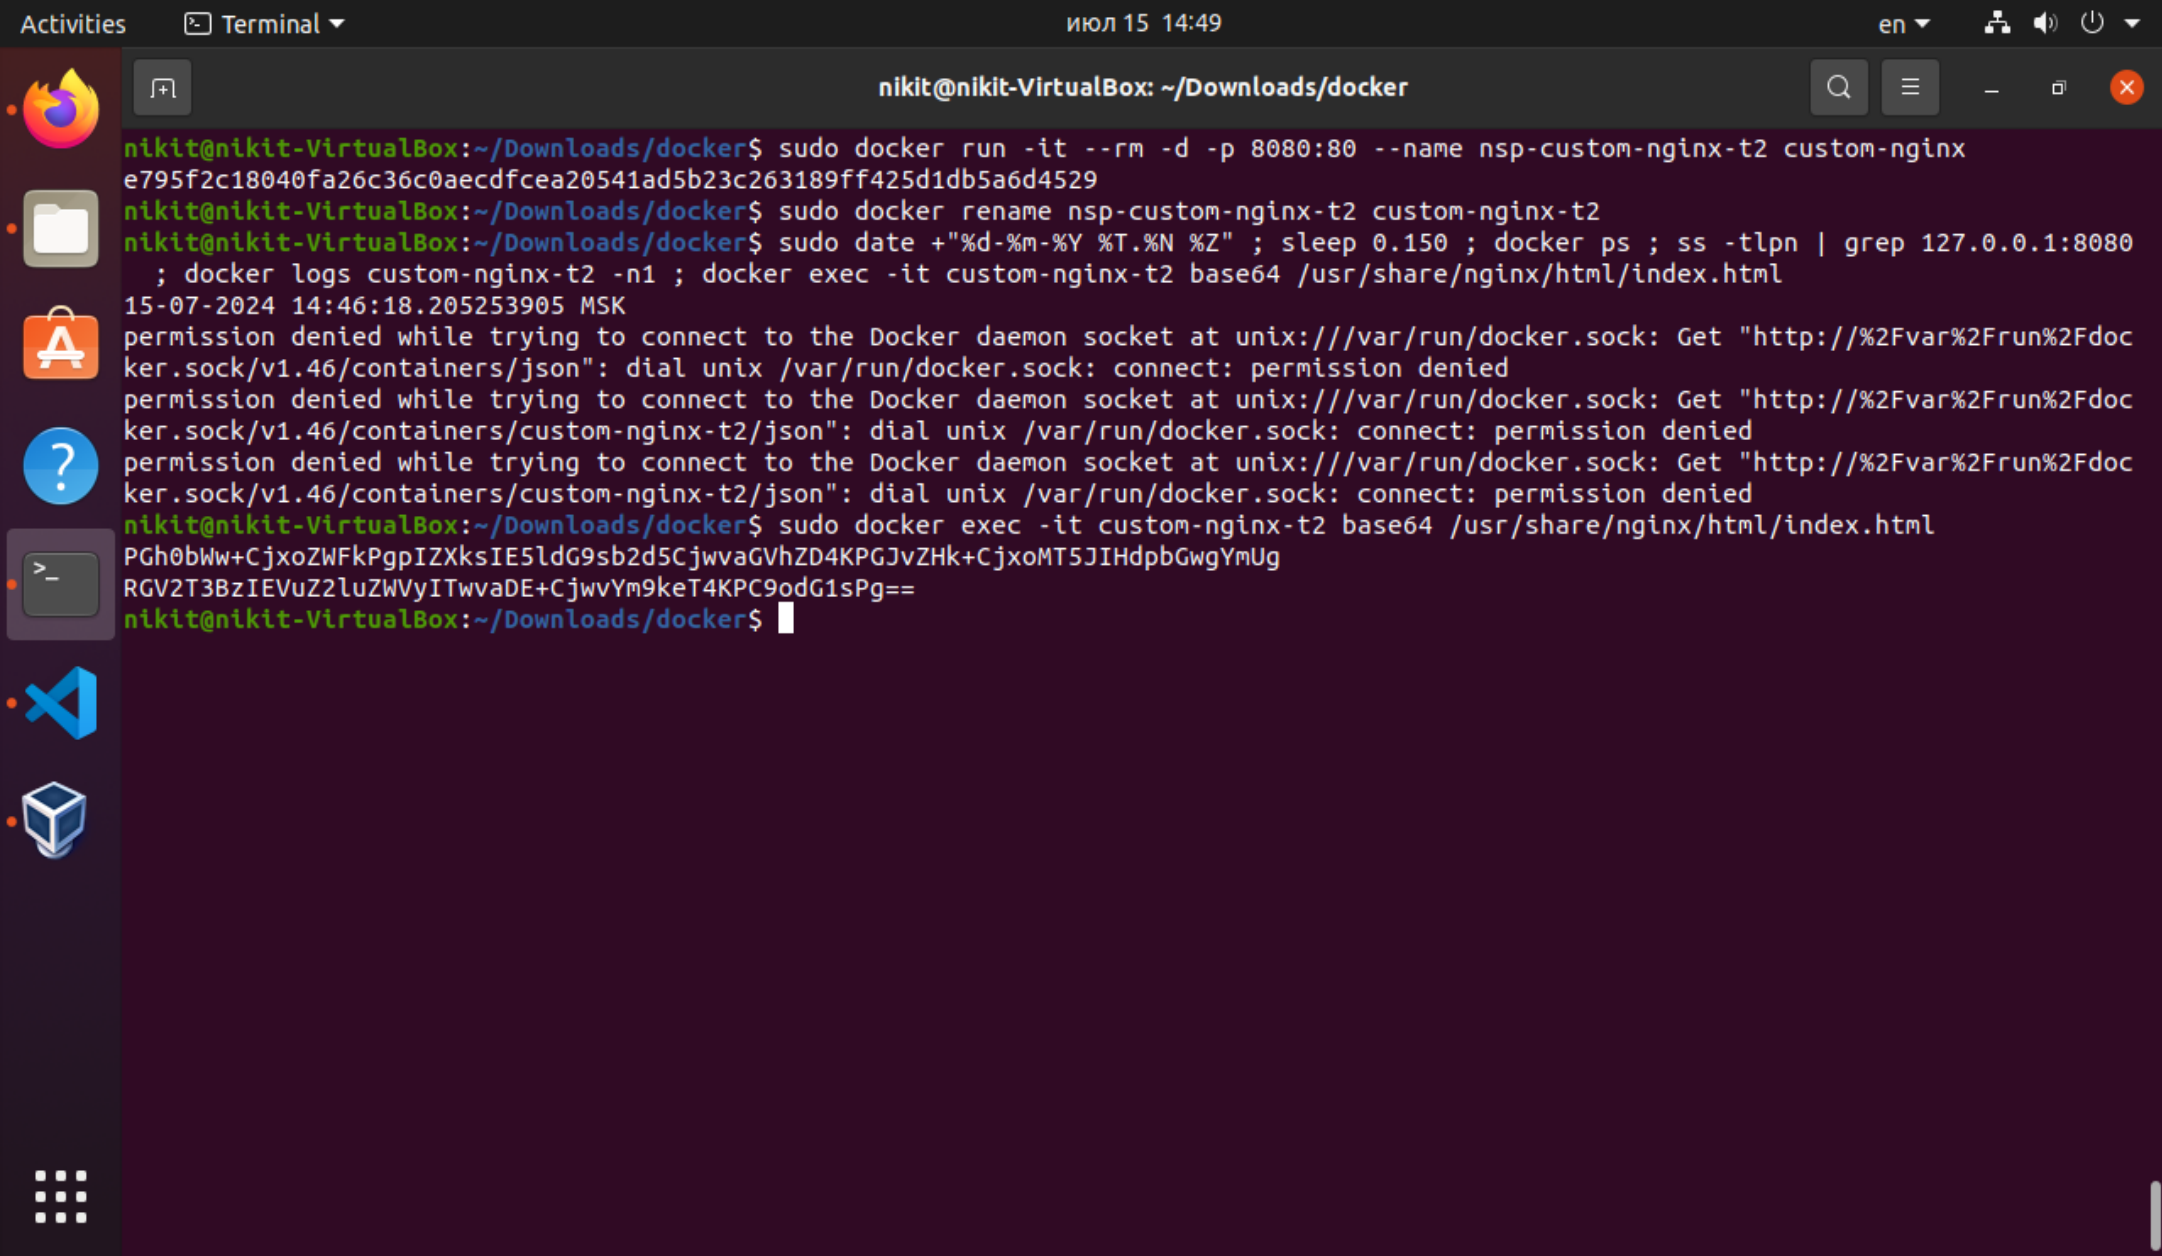 Activities
Terminal
июл 15 14:49
en
nikit@nikit-VirtualBox: ~/Downloads/docker
nikit@nikit-VirtualBox:~/Downloads/docker$ sudo docker run -it --rm -d -p 8080:80 --name nsp-custom-nginx-t2 custom-nginx
e795f2c18040fa26c36c0aecdfcea20541ad5b23c263189ff425d1db5a6d4529
nikit@nikit-VirtualBox:~/Downloads/docker$ sudo docker rename nsp-custom-nginx-t2 custom-nginx-t2
nikit@nikit-VirtualBox:~/Downloads/docker$ sudo date +"%d-%m-%Y %T.%N %Z" ; sleep 0.150 ; docker ps ; ss -tlpn | grep 127.0.0.1:8080
; docker logs custom-nginx-t2 -n1 ; docker exec -it custom-nginx-t2 base64 /usr/share/nginx/html/index.html
15-07-2024 14:46:18.205253905 MSK
permission denied while trying to connect to the Docker daemon socket at unix:///var/run/docker.sock: Get "http://%2Fvar%2Frun%2Fdoc
ker.sock/v1.46/containers/json": dial unix /var/run/docker.sock: connect: permission denied
permission denied while trying to connect to the Docker daemon socket at unix:///var/run/docker.sock: Get "http://%2Fvar%2Frun%2Fdoc
ker.sock/v1.46/containers/custom-nginx-t2/json": dial unix /var/run/docker.sock: connect: permission denied
permission denied while trying to connect to the Docker daemon socket at unix:///var/run/docker.sock: Get "http://%2Fvar%2Frun%2Fdoc
ker.sock/v1.46/containers/custom-nginx-t2/json": dial unix /var/run/docker.sock: connect: permission denied
nikit@nikit-VirtualBox:~/Downloads/docker$ sudo docker exec -it custom-nginx-t2 base64 /usr/share/nginx/html/index.html
PGh0bWw+CjxoZWFkPgpIZXksIE5ldG9sb2d5CjwvaGVhZD4KPGJvZHk+CjxoMT5JIHdpbGwgYmUg
RGV2T3BzIEVuZ2luZWVyITwvaDE+CjwvYm9keT4KPC9odG1sPg==
nikit@nikit-VirtualBox:~/Downloads/docker$